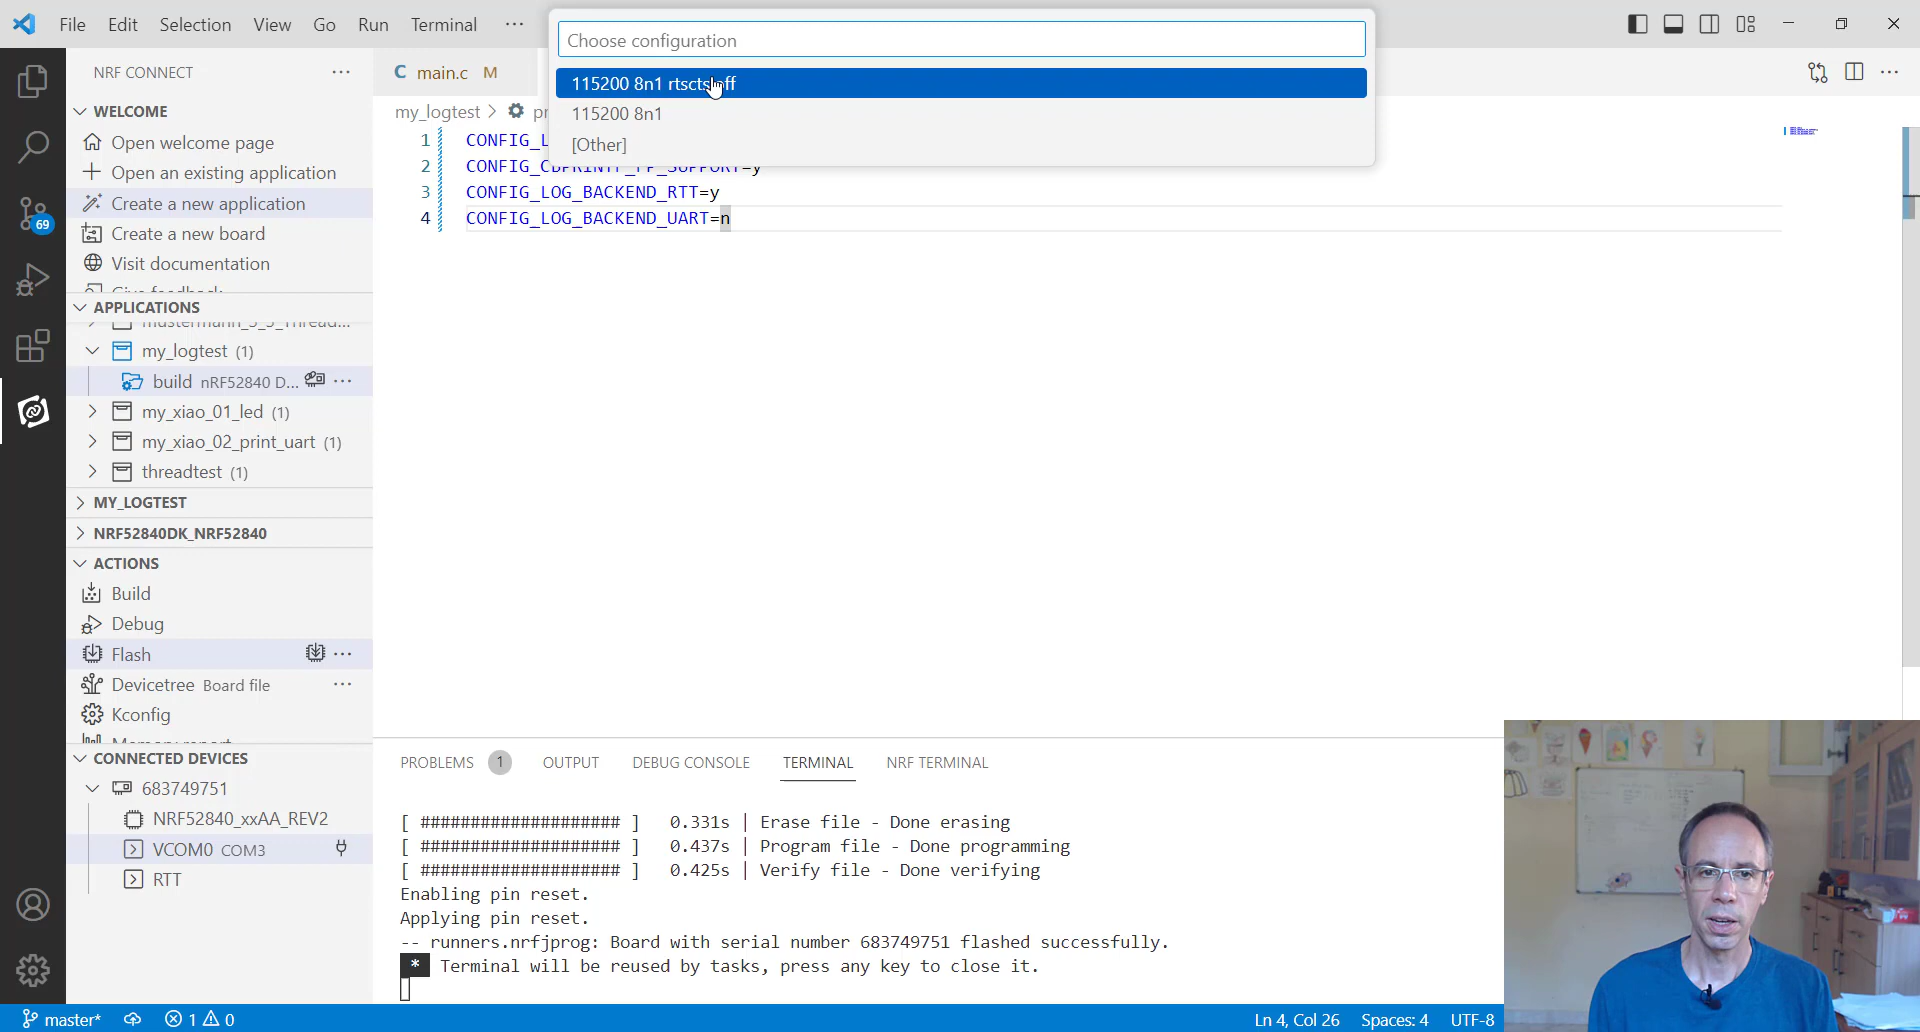 File Edit Selection View Go Run Terminal ···
Choose configuration
115200 8n1 rtscts:off
115200 8n1
[Other]
NRF CONNECT ···
WELCOME
Open welcome page
Open an existing application
Create a new application
Create a new board
Visit documentation
Give feedback
APPLICATIONS
my_logtest (1)
build nRF52840 D... ···
my_xiao_01_led (1)
my_xiao_02_print_uart (1)
threadtest (1)
MY_LOGTEST
NRF52840DK_NRF52840
ACTIONS
Build
Debug
Flash ···
Devicetree Board file ···
Kconfig
Memory report
CONNECTED DEVICES
683749751
NRF52840_xxAA_REV2
VCOM0 COM3
RTT
69
C main.c M
my_logtest > pr
1 CONFIG_L
2 CONFIG_CBPRINTF_FP_SUPPORT=y
3 CONFIG_LOG_BACKEND_RTT=y
4 CONFIG_LOG_BACKEND_UART=n
PROBLEMS 1 OUTPUT DEBUG CONSOLE TERMINAL NRF TERMINAL
[ #################### ] 0.331s | Erase file - Done erasing
[ #################### ] 0.437s | Program file - Done programming
[ #################### ] 0.425s | Verify file - Done verifying
Enabling pin reset.
Applying pin reset.
-- runners.nrfjprog: Board with serial number 683749751 flashed successfully.
* Terminal will be reused by tasks, press any key to close it.
master* 1 0 Ln 4, Col 26 Spaces: 4 UTF-8